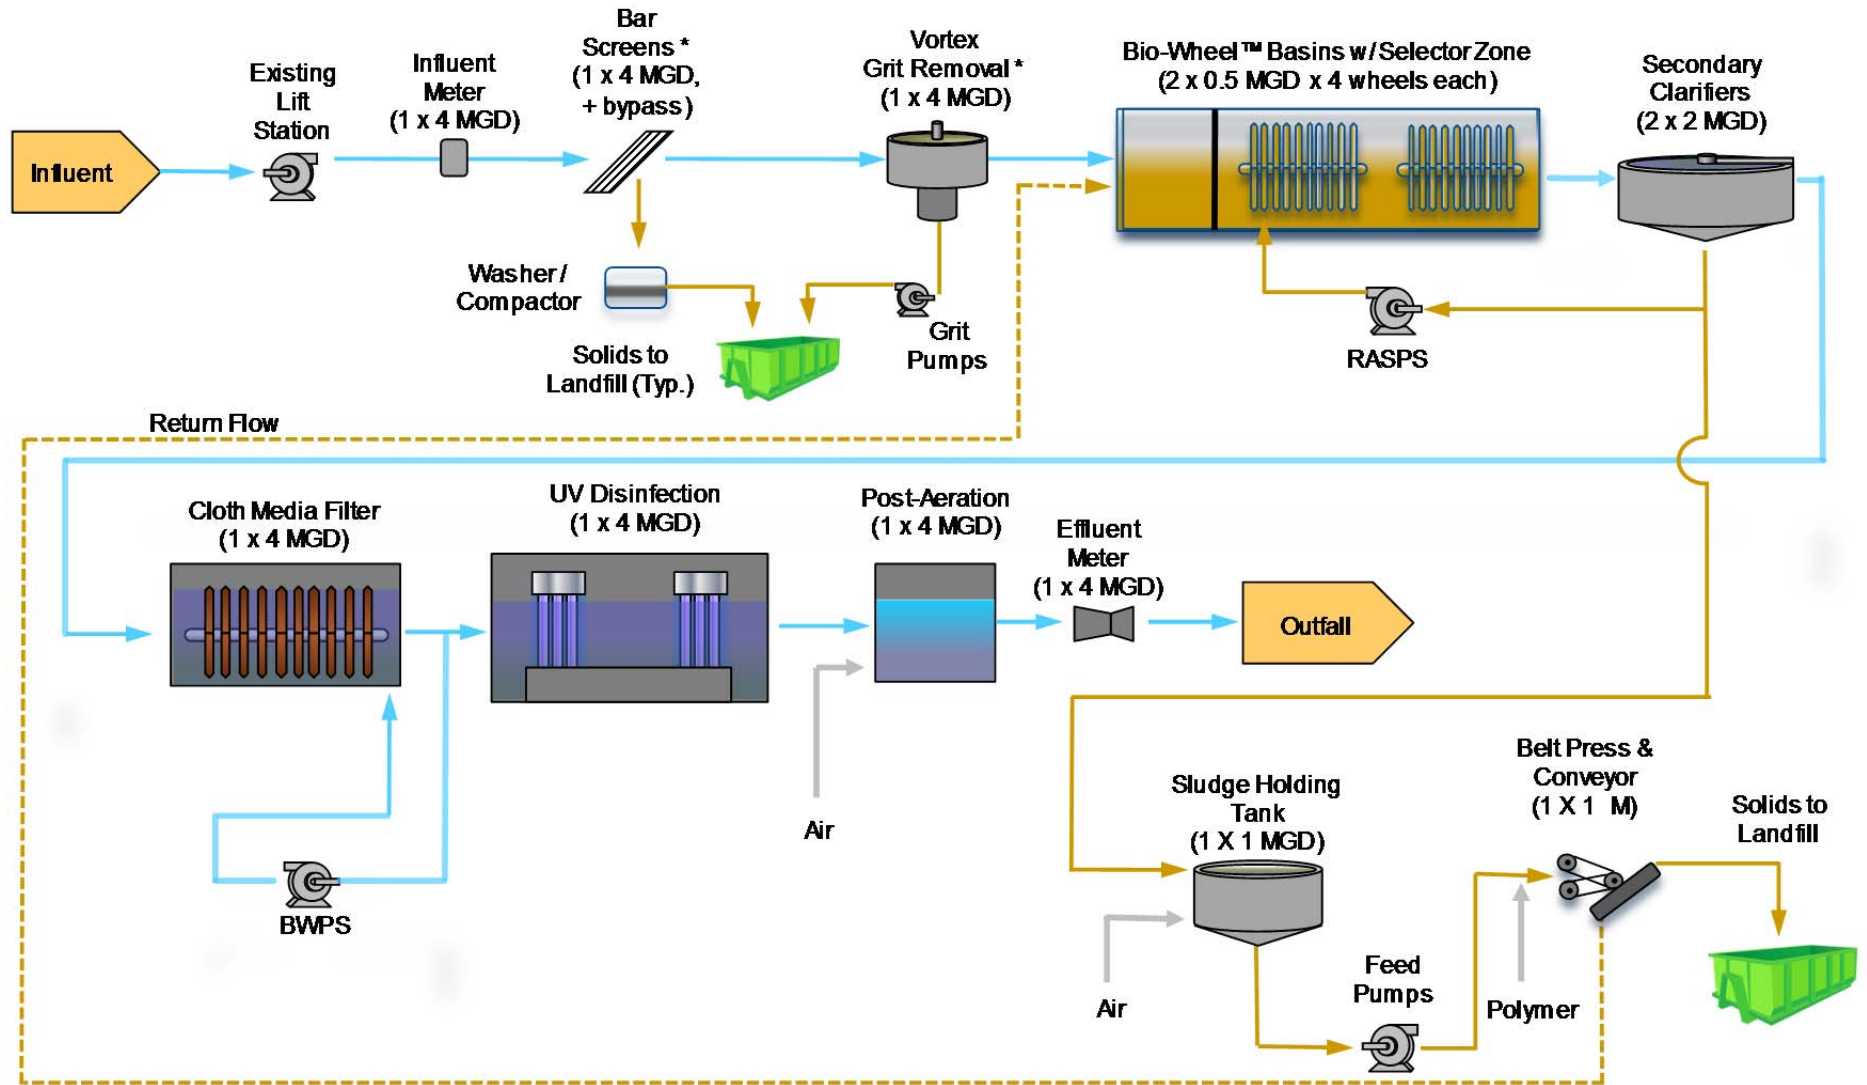 Influent
Existing
Lift
Station
Influent
Meter
(1 x 4 MGD)
Bar
Screens *
(1 x 4 MGD,
+ bypass)
Vortex
Grit Removal *
(1 x 4 MGD)
Bio-Wheel™ Basins w/ Selector Zone
(2 x 0.5 MGD x 4 wheels each)
Secondary
Clarifiers
(2 x 2 MGD)
Washer /
Compactor
Solids to
Landfill (Typ.)
Grit
Pumps
RASPS
Return Flow
Cloth Media Filter
(1 x 4 MGD)
UV Disinfection
(1 x 4 MGD)
Post-Aeration
(1 x 4 MGD)
Effluent
Meter
(1 x 4 MGD)
Outfall
BWPS
Air
Sludge Holding
Tank
(1 X 1 MGD)
Air
Feed
Pumps
Belt Press &
Conveyor
(1 X 1 M)
Polymer
Solids to
Landfill